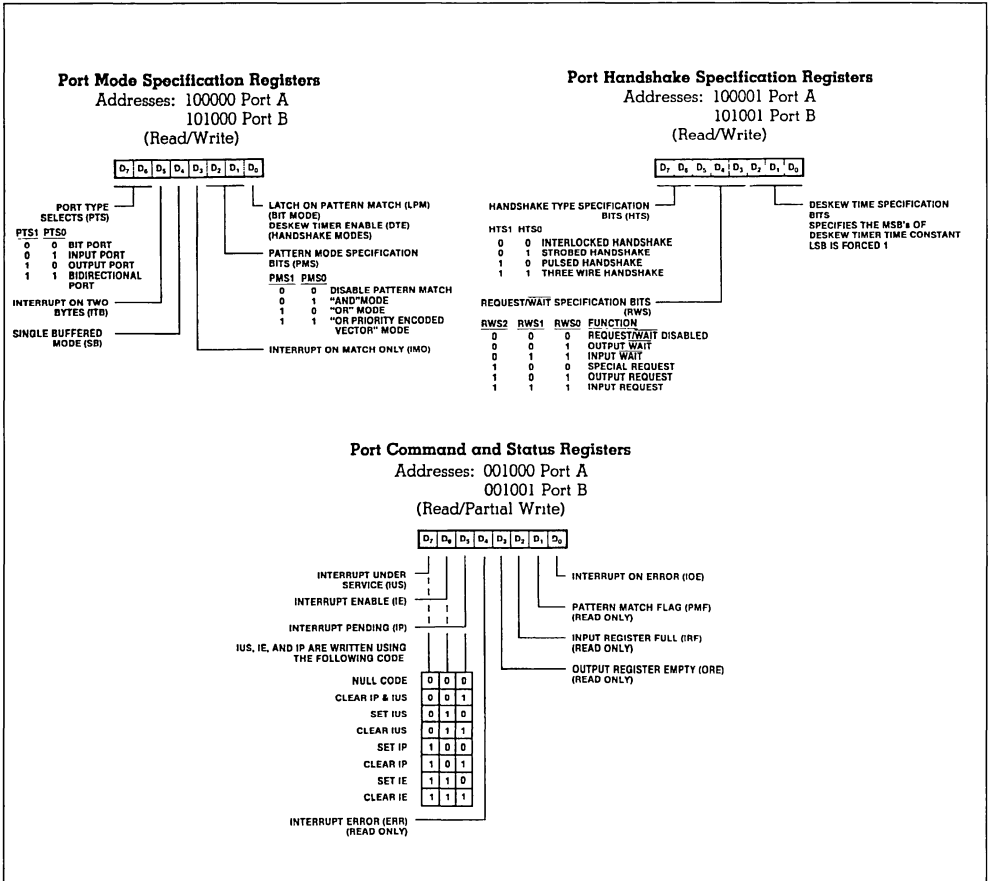 Port Mode Specification Registers
Addresses: 100000 Port A
101000 Port B
(Read/Write)
D7 D6 D5 D4 D3 D2 D1 D0
PORT TYPE
SELECTS (PTS)
PTS1 PTS0
0 0 BIT PORT
0 1 INPUT PORT
1 0 OUTPUT PORT
1 1 BIDIRECTIONAL
PORT
INTERRUPT ON TWO
BYTES (ITB)
SINGLE BUFFERED
MODE (SB)
LATCH ON PATTERN MATCH (LPM)
(BIT MODE)
DESKEW TIMER ENABLE (DTE)
(HANDSHAKE MODES)
PATTERN MODE SPECIFICATION
BITS (PMS)
PMS1 PMS0
0 0 DISABLE PATTERN MATCH
0 1 "AND"MODE
1 0 "OR" MODE
1 1 "OR PRIORITY ENCODED
VECTOR" MODE
INTERRUPT ON MATCH ONLY (IMO)
Port Handshake Specification Registers
Addresses: 100001 Port A
101001 Port B
(Read/Write)
D7 D6 D5 D4 D3 D2 D1 D0
HANDSHAKE TYPE SPECIFICATION
BITS (HTS)
HTS1 HTS0
0 0 INTERLOCKED HANDSHAKE
0 1 STROBED HANDSHAKE
1 0 PULSED HANDSHAKE
1 1 THREE WIRE HANDSHAKE
REQUEST/WAIT SPECIFICATION BITS
(RWS)
RWS2 RWS1 RWS0 FUNCTION
0 0 0 REQUEST/WAIT DISABLED
0 0 1 OUTPUT WAIT
0 1 1 INPUT WAIT
1 0 0 SPECIAL REQUEST
1 0 1 OUTPUT REQUEST
1 1 1 INPUT REQUEST
DESKEW TIME SPECIFICATION
BITS
SPECIFIES THE MSB's OF
DESKEW TIMER TIME CONSTANT
LSB IS FORCED 1
Port Command and Status Registers
Addresses: 001000 Port A
001001 Port B
(Read/Partial Write)
D7 D6 D5 D4 D3 D2 D1 D0
INTERRUPT UNDER
SERVICE (IUS)
INTERRUPT ENABLE (IE)
INTERRUPT PENDING (IP)
IUS, IE, AND IP ARE WRITTEN USING
THE FOLLOWING CODE
NULL CODE 0 0 0
CLEAR IP & IUS 0 0 1
SET IUS 0 1 0
CLEAR IUS 0 1 1
SET IP 1 0 0
CLEAR IP 1 0 1
SET IE 1 1 0
CLEAR IE 1 1 1
INTERRUPT ERROR (ERR)
(READ ONLY)
INTERRUPT ON ERROR (IOE)
PATTERN MATCH FLAG (PMF)
(READ ONLY)
INPUT REGISTER FULL (IRF)
(READ ONLY)
OUTPUT REGISTER EMPTY (ORE)
(READ ONLY)